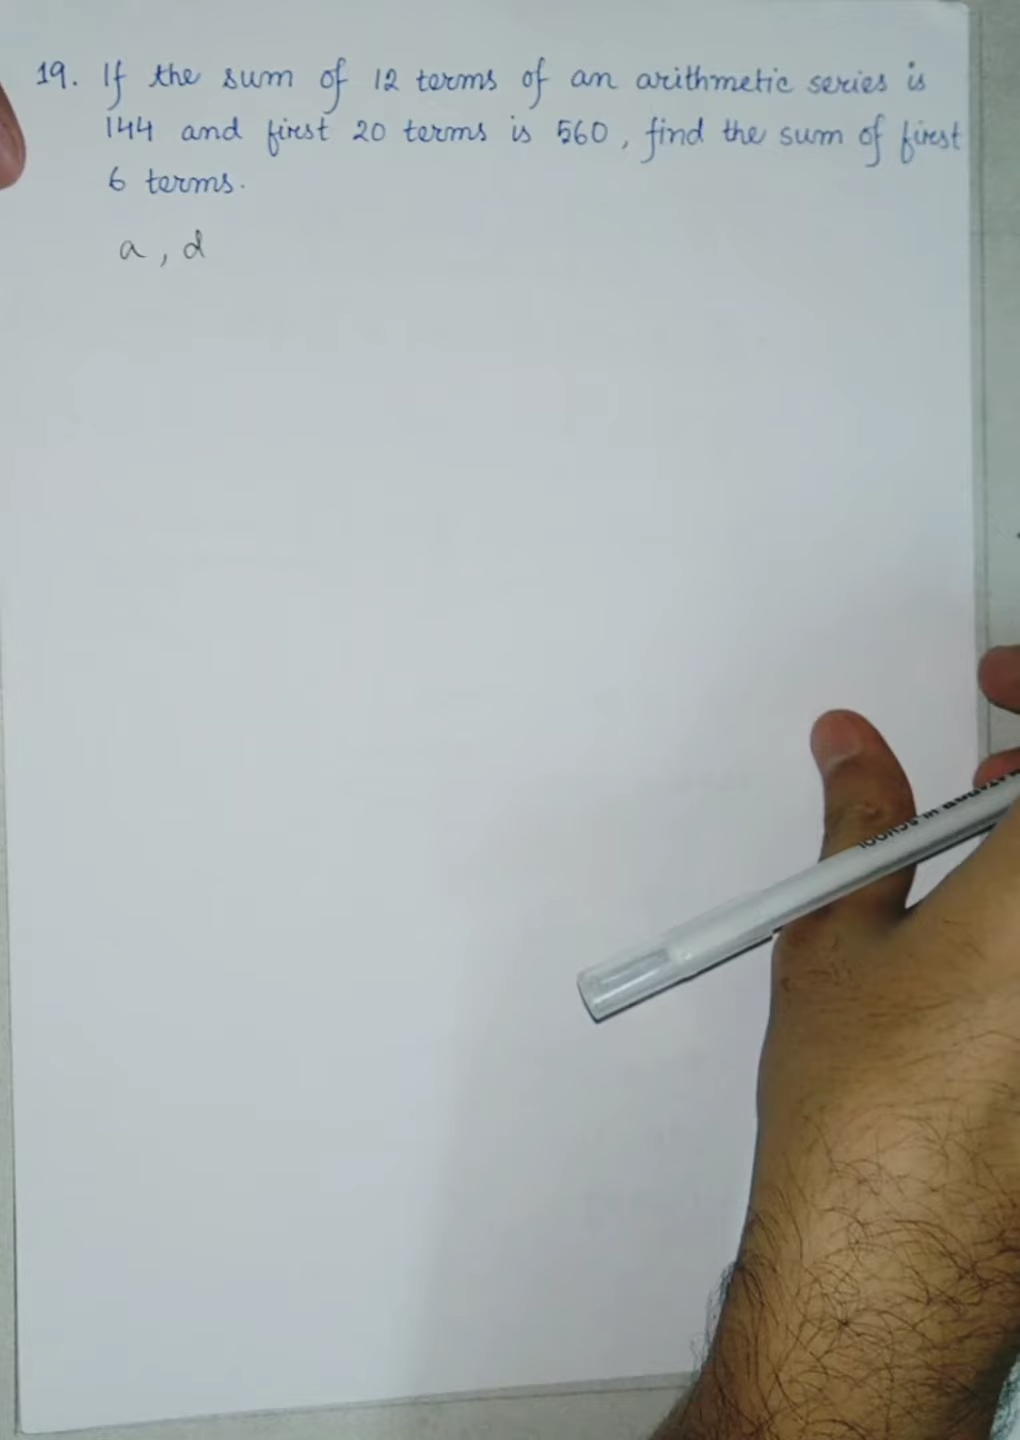 19. If the sum of 12 terms of an arithmetic series is
144 and first 20 terms is 560, find the sum of first
6 terms.
a, d